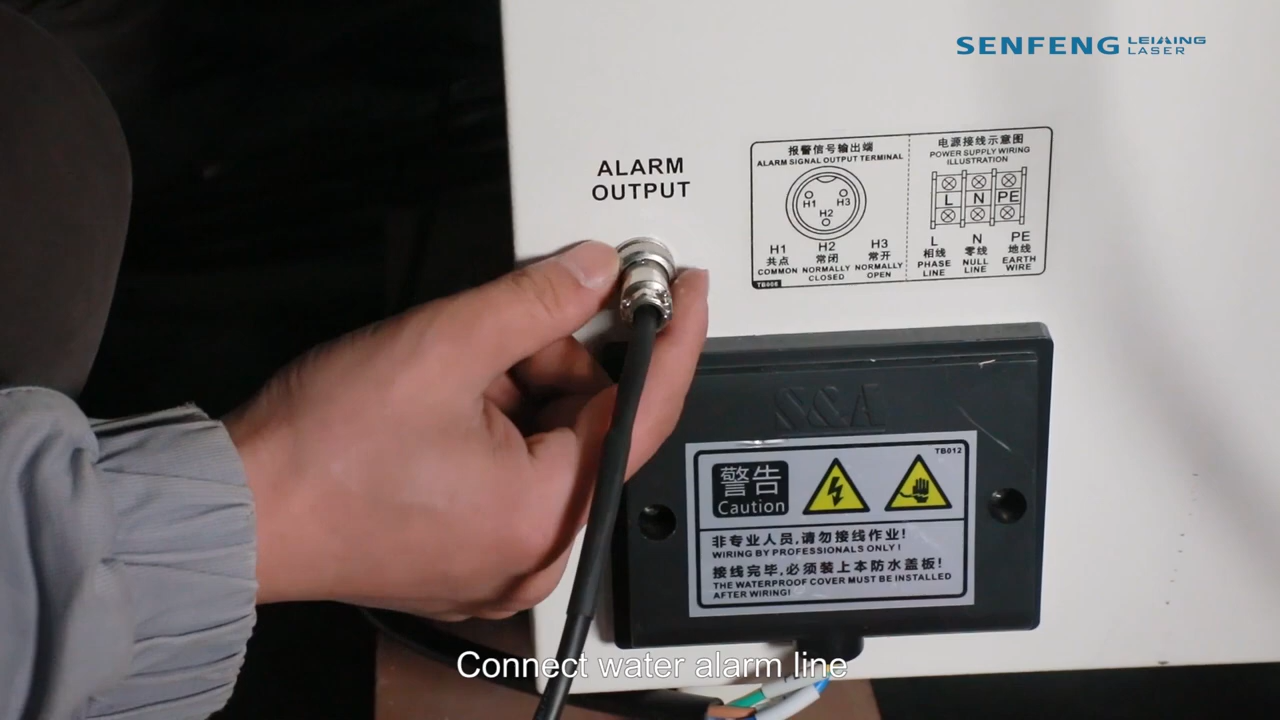 SENFENG LEIMING
LASER
ALARM
OUTPUT
报警信号输出端
ALARM SIGNAL OUTPUT TERMINAL
H1
H3
H2
H1
H2
H3
共点
常闭
常开
COMMON
NORMALLY
CLOSED
NORMALLY
OPEN
TB066
电源接线示意图
POWER SUPPLY WIRING
ILLUSTRATION
L N PE
L
N
PE
相线
零线
地线
PHASE
LINE
NULL
LINE
EARTH
WIRE
S&A
TB012
警告
Caution
非专业人员,请勿接线作业!
WIRING BY PROFESSIONALS ONLY!
接线完毕,必须装上本防水盖板!
THE WATERPROOF COVER MUST BE INSTALLED
AFTER WIRING!
Connect water alarm line